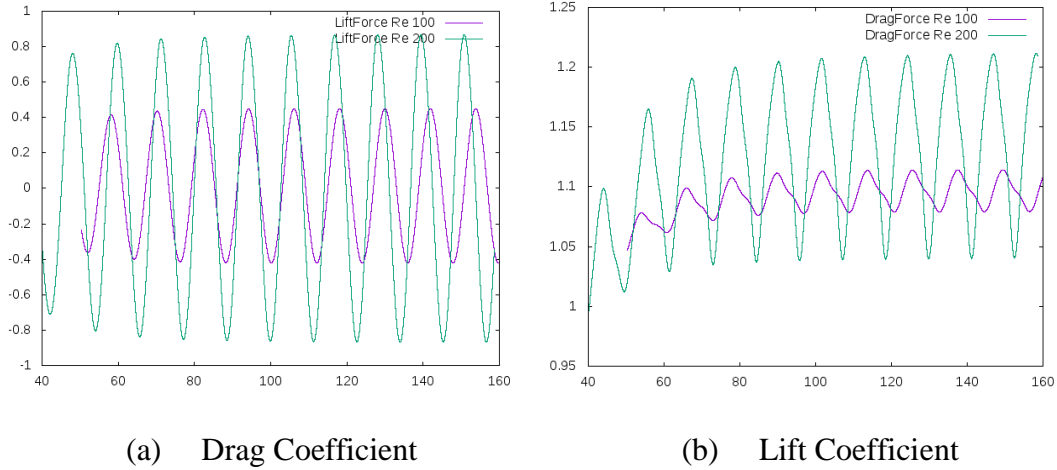 LiftForce Re 100
LiftForce Re 200
1
0.8
0.6
0.4
0.2
0
-0.2
-0.4
-0.6
-0.8
-1
40 60 80 100 120 140 160
DragForce Re 100
DragForce Re 200
1.25
1.2
1.15
1.1
1.05
1
0.95
40 60 80 100 120 140 160
(a) Drag Coefficient
(b) Lift Coefficient